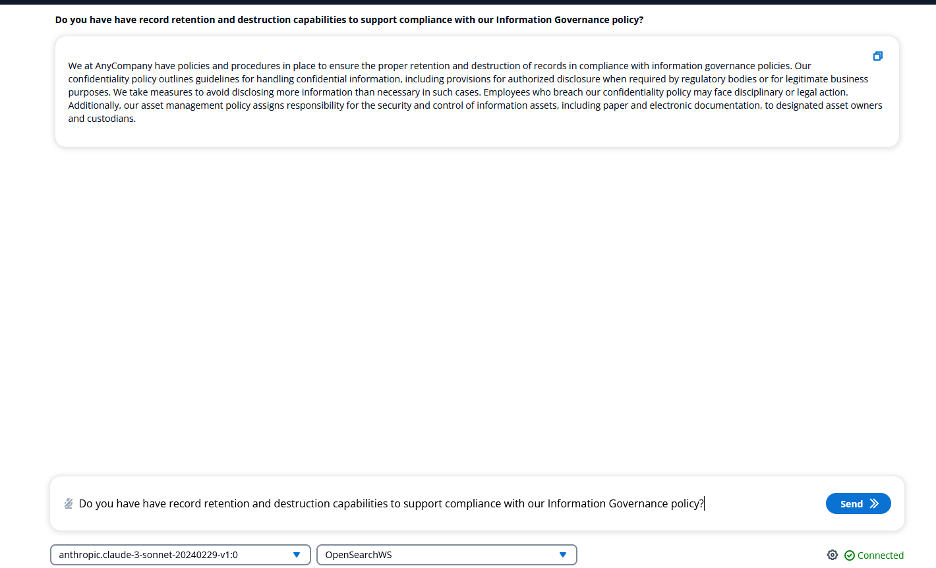 Do you have have record retention and destruction capabilities to support compliance with our Information Governance policy?
We at AnyCompany have policies and procedures in place to ensure the proper retention and destruction of records in compliance with information governance policies. Our
confidentiality policy outlines guidelines for handling confidential information, including provisions for authorized disclosure when required by regulatory bodies or for legitimate business
purposes. We take measures to avoid disclosing more information than necessary in such cases. Employees who breach our confidentiality policy may face disciplinary or legal action.
Additionally, our asset management policy assigns responsibility for the security and control of information assets, including paper and electronic documentation, to designated asset owners
and custodians.
Do you have have record retention and destruction capabilities to support compliance with our Information Governance policy?
Send
anthropic.claude-3-sonnet-20240229-v1:0
OpenSearchWS
Connected